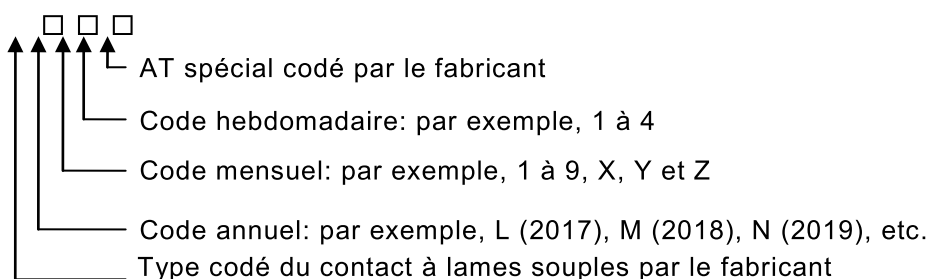 □ □ □
AT spécial codé par le fabricant
Code hebdomadaire: par exemple, 1 à 4
Code mensuel: par exemple, 1 à 9, X, Y et Z
Code annuel: par exemple, L (2017), M (2018), N (2019), etc.
Type codé du contact à lames souples par le fabricant